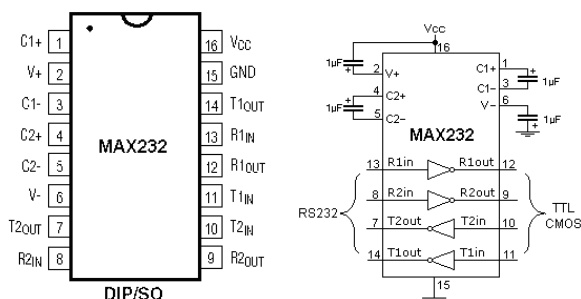 C1+ 1
V+ 2
C1- 3
C2+ 4
C2- 5
V- 6
T2OUT 7
R2IN 8
MAX232
16 VCC
15 GND
14 T1OUT
13 R1IN
12 R1OUT
11 T1IN
10 T2IN
9 R2OUT
DIP/SO
Vcc
16
1µF + 2 V+
C1+ 1 + 1µF
C1- 3
1µF + 4 C2+
5 C2-
V- 6
+ 1µF
MAX232
13 R1in R1out 12
8 R2in R2out 9
7 T2out T2in 10
14 T1out T1in 11
RS232
TTL
CMOS
15